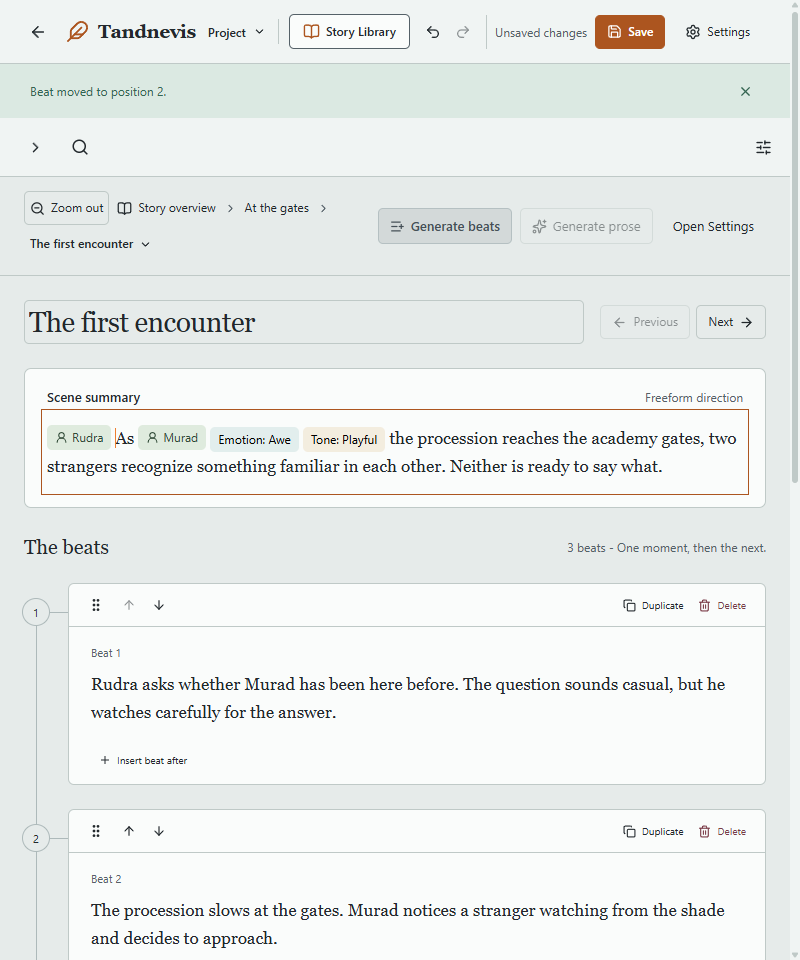 Tandnevis Project Story Library Unsaved changes Save Settings
Beat moved to position 2.
Zoom out Story overview At the gates
The first encounter
Generate beats Generate prose Open Settings
The first encounter
Previous Next
Scene summary Freeform direction
Rudra As Murad Emotion: Awe Tone: Playful the procession reaches the academy gates, two
strangers recognize something familiar in each other. Neither is ready to say what.
The beats 3 beats - One moment, then the next.
1 Duplicate Delete
Beat 1
Rudra asks whether Murad has been here before. The question sounds casual, but he
watches carefully for the answer.
Insert beat after
2 Duplicate Delete
Beat 2
The procession slows at the gates. Murad notices a stranger watching from the shade
and decides to approach.